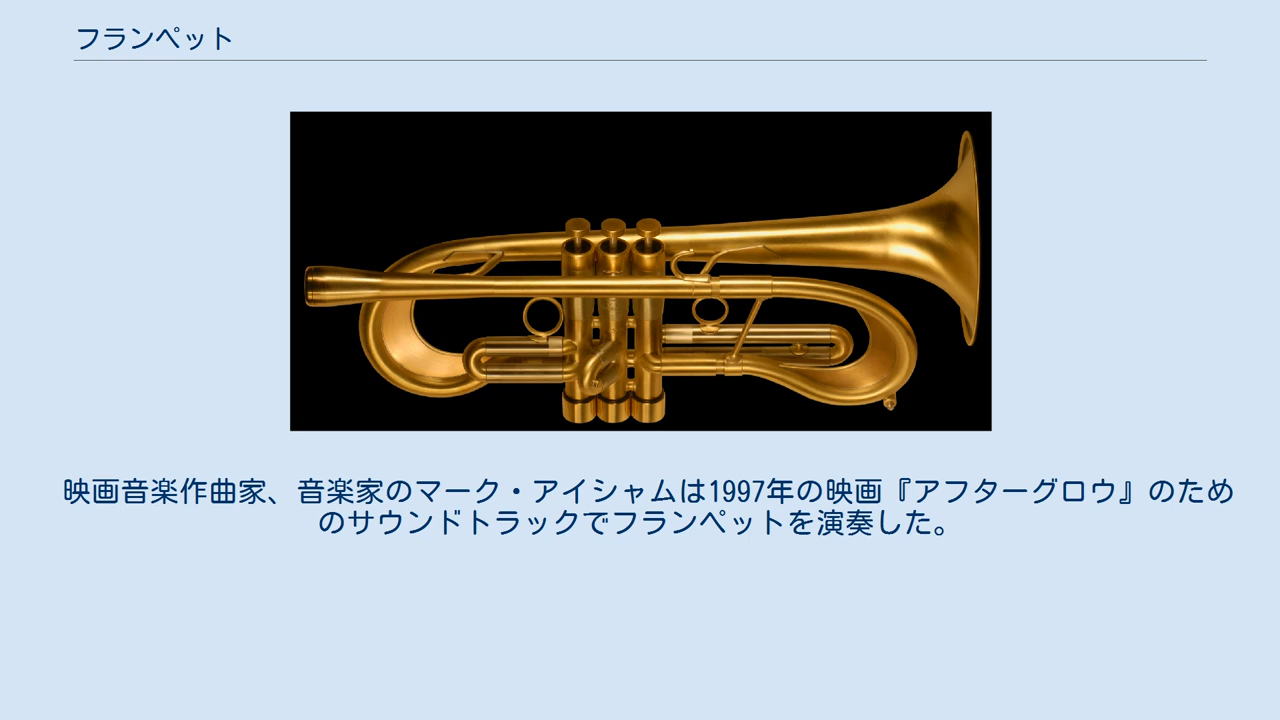 フランペット
映画音楽作曲家、音楽家のマーク・アイシャムは1997年の映画『アフターグロウ』のため
のサウンドトラックでフランペットを演奏した。